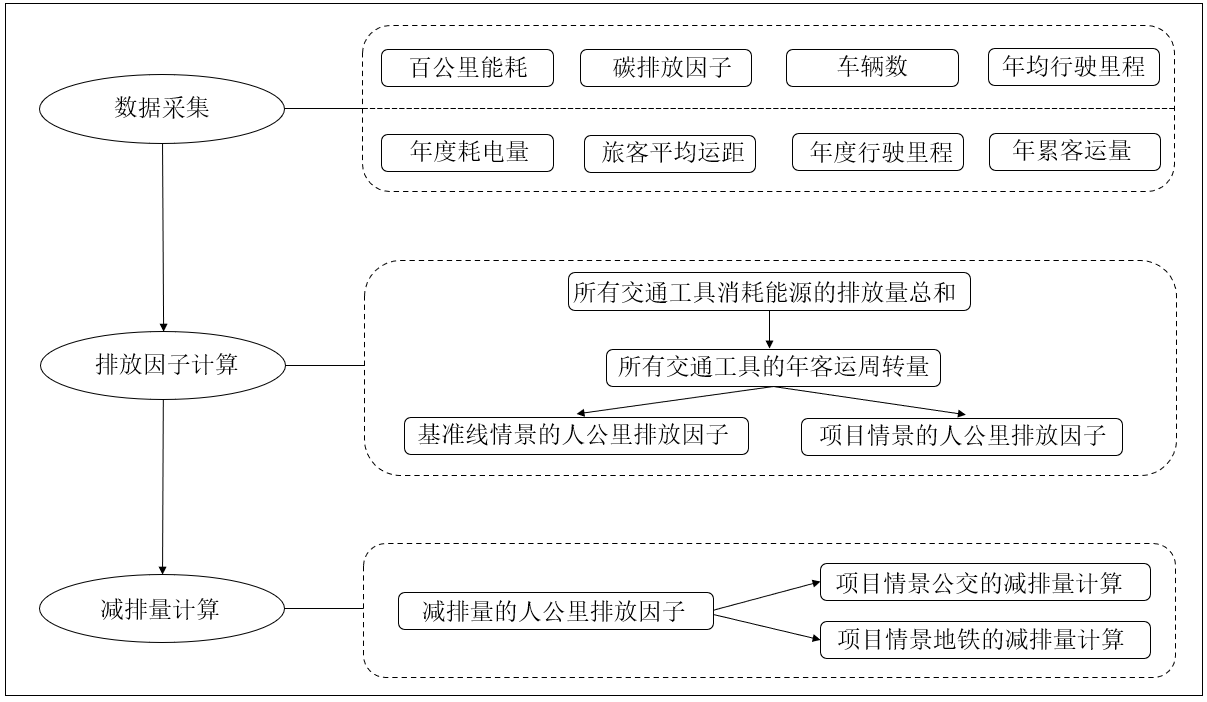 数据采集
百公里能耗
碳排放因子
车辆数
年均行驶里程
年度耗电量
旅客平均运距
年度行驶里程
年累客运量
排放因子计算
所有交通工具消耗能源的排放量总和
所有交通工具的年客运周转量
基准线情景的人公里排放因子
项目情景的人公里排放因子
减排量计算
减排量的人公里排放因子
项目情景公交的减排量计算
项目情景地铁的减排量计算